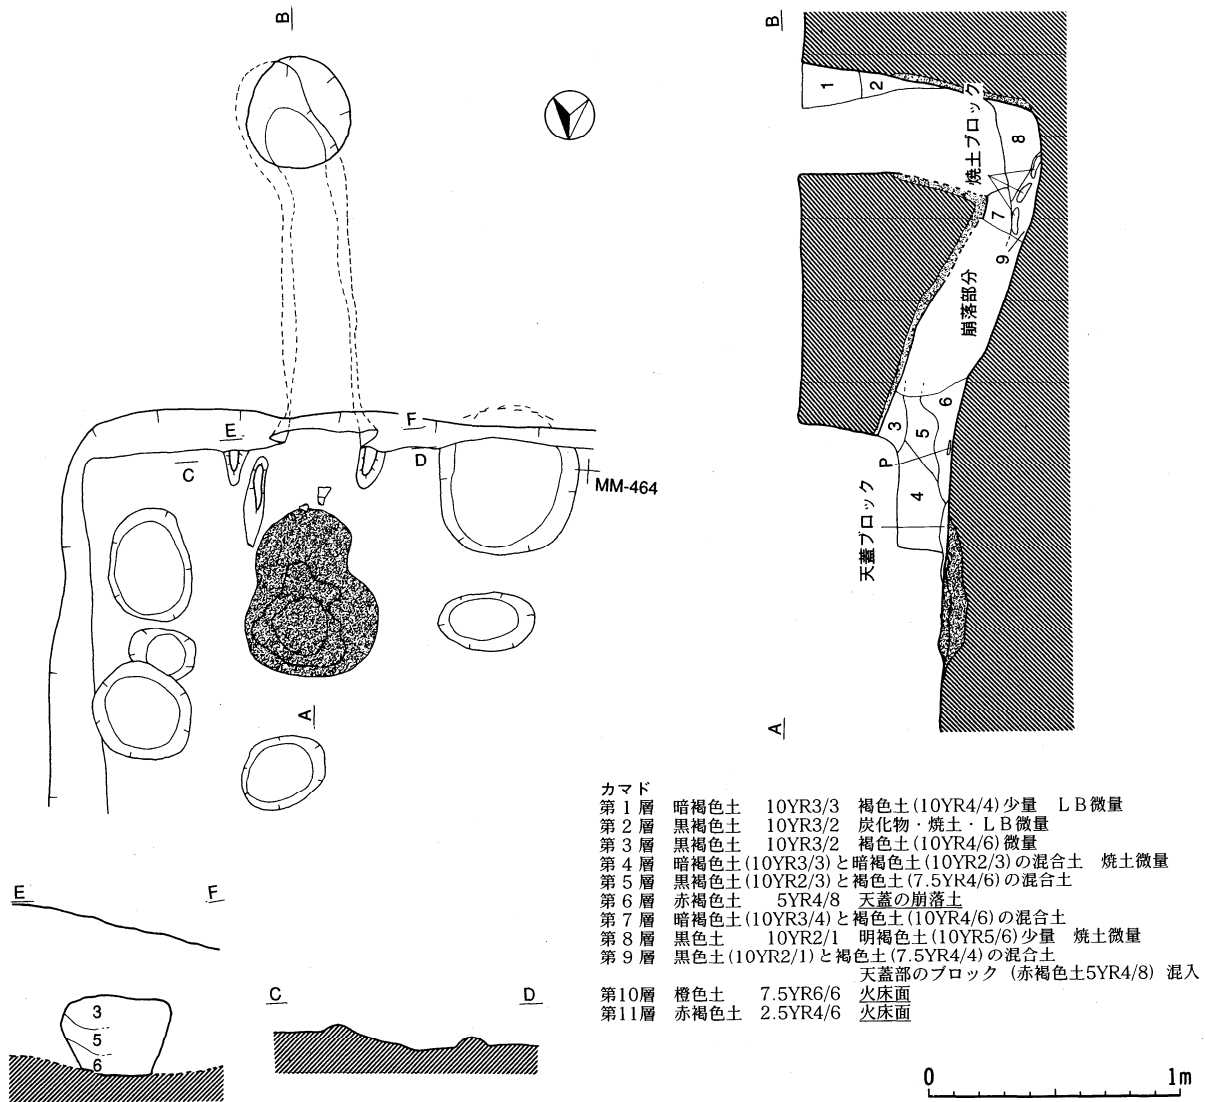 B
B
1
2
焼土ブロック
8
7
9
崩落部分
6
3
5
P
4
天蓋ブロック
E
F
C
D
MM-464
A
A
カマド
第１層 暗褐色土 10YR3/3 褐色土(10YR4/4)少量 ＬＢ微量
第２層 黒褐色土 10YR3/2 炭化物・焼土・ＬＢ微量
第３層 黒褐色土 10YR3/2 褐色土(10YR4/6)微量
第４層 暗褐色土(10YR3/3)と暗褐色土(10YR2/3)の混合土 焼土微量
第５層 黒褐色土(10YR2/3)と褐色土(7.5YR4/6)の混合土
第６層 赤褐色土 5YR4/8 天蓋の崩落土
第７層 暗褐色土(10YR3/4)と褐色土(10YR4/6)の混合土
第８層 黒色土 10YR2/1 明褐色土(10YR5/6)少量 焼土微量
第９層 黒色土(10YR2/1)と褐色土(7.5YR4/4)の混合土
天蓋部のブロック（赤褐色土5YR4/8）混入
第10層 橙色土 7.5YR6/6 火床面
第11層 赤褐色土 2.5YR4/6 火床面
E
F
3
5
6
C
D
0
1m